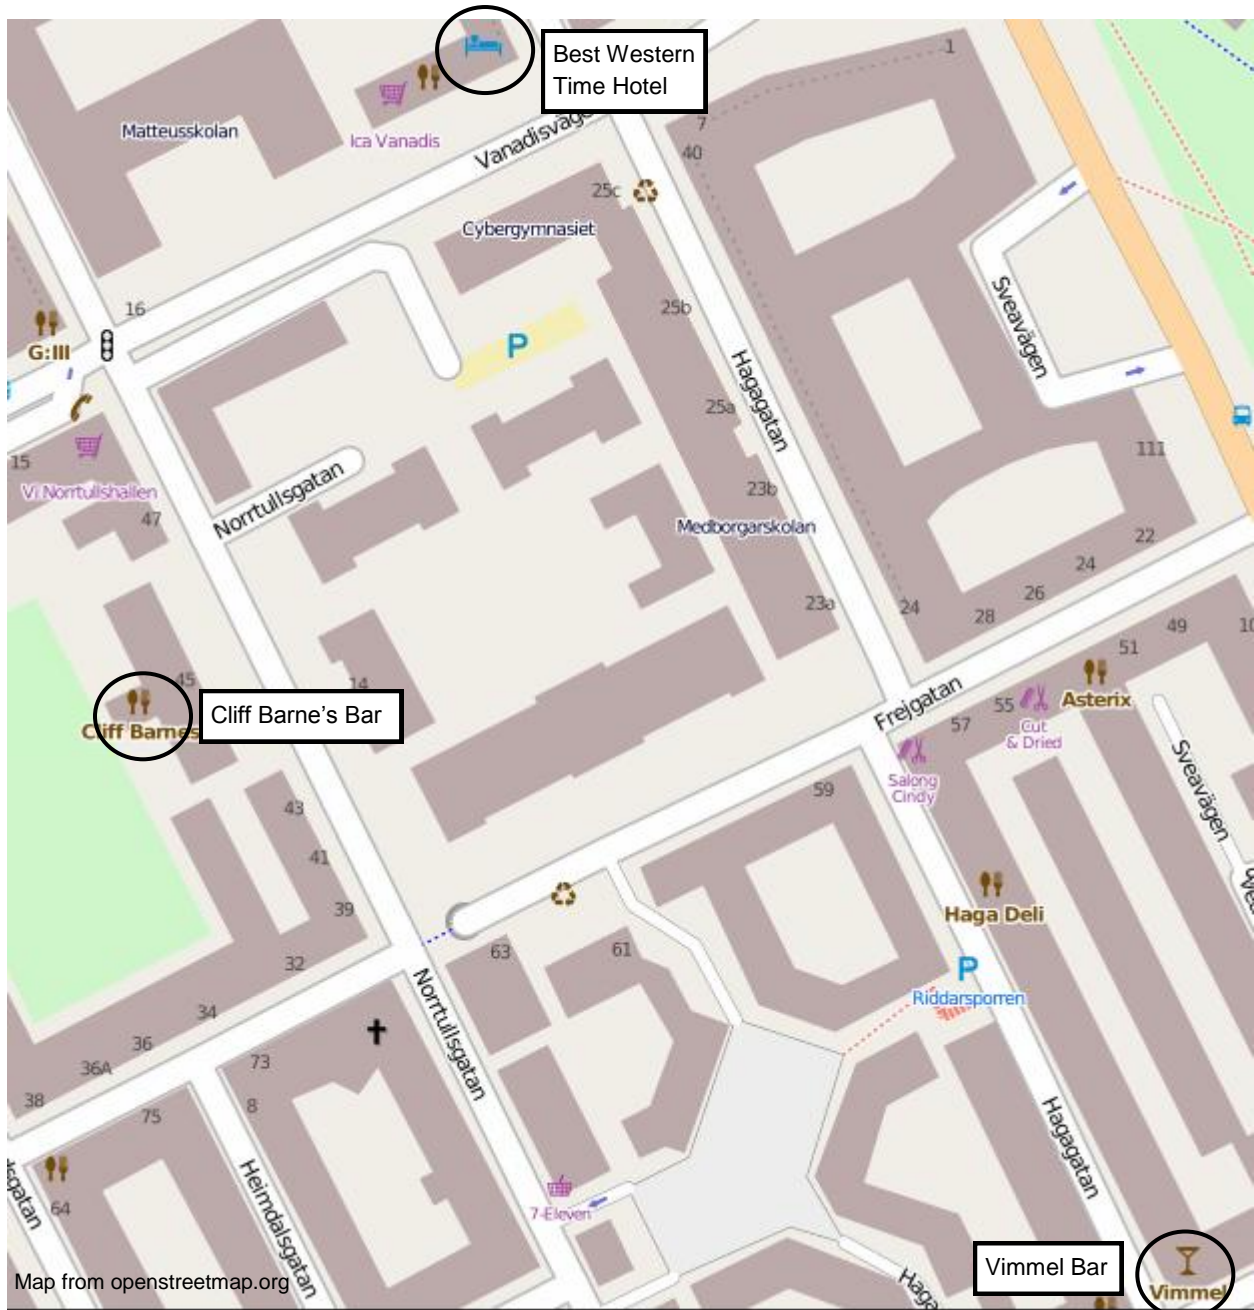 Best Western
Time Hotel
1
Matteusskolan
Ica Vanadis
Vanadisväge
7
40
25c
Cybergymnasiet
16
G:III
P
25b
Sveavägen
Hagagatan
25a
111
15
Vi Norrtullshallen
47
Norrtullsgatan
23b
Medborgarskolan
22
24
26
28
24
23a
49
10
51
45
14
Cliff Barne's Bar
Cliff Barnes
Frejgatan
55
57
Asterix
Cut
& Dried
Salong
Cindy
Sveavägen
59
43
41
39
Haga Deli
32
63
61
P
Riddarsporren
34
36
36A
38
73
8
75
Norrtullsgatan
Hagagatan
Heimdalsgatan
64
7-Eleven
Vimmel Bar
Vimmel
Haga
Map from openstreetmap.org